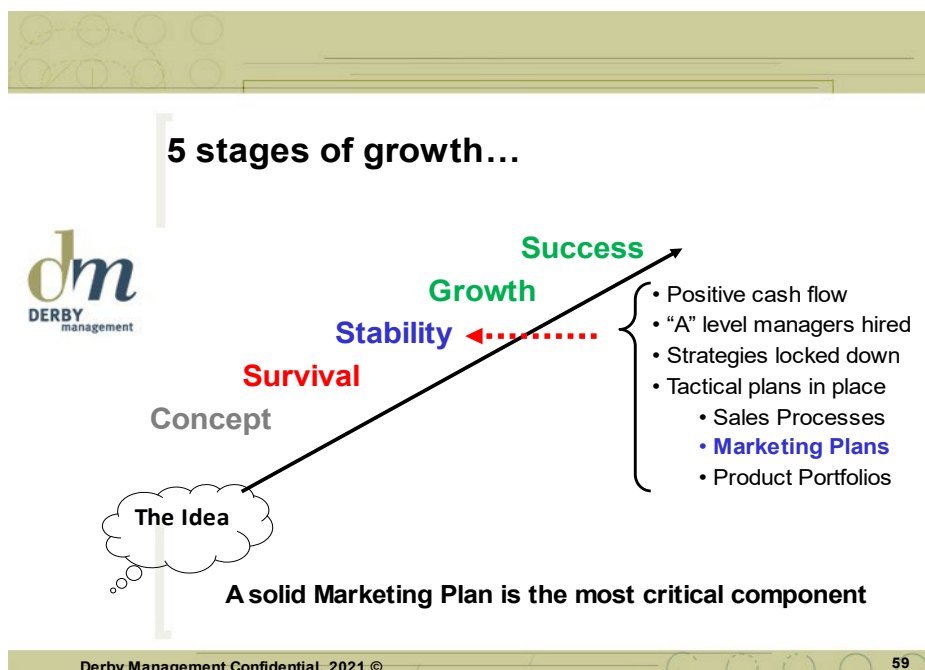 5 stages of growth…
dm
DERBY
management
Success
Growth
Stability
Survival
Concept
The Idea
• Positive cash flow
• “A” level managers hired
• Strategies locked down
• Tactical plans in place
• Sales Processes
• Marketing Plans
• Product Portfolios
A solid Marketing Plan is the most critical component
Derby Management Confidential 2021 ©
59